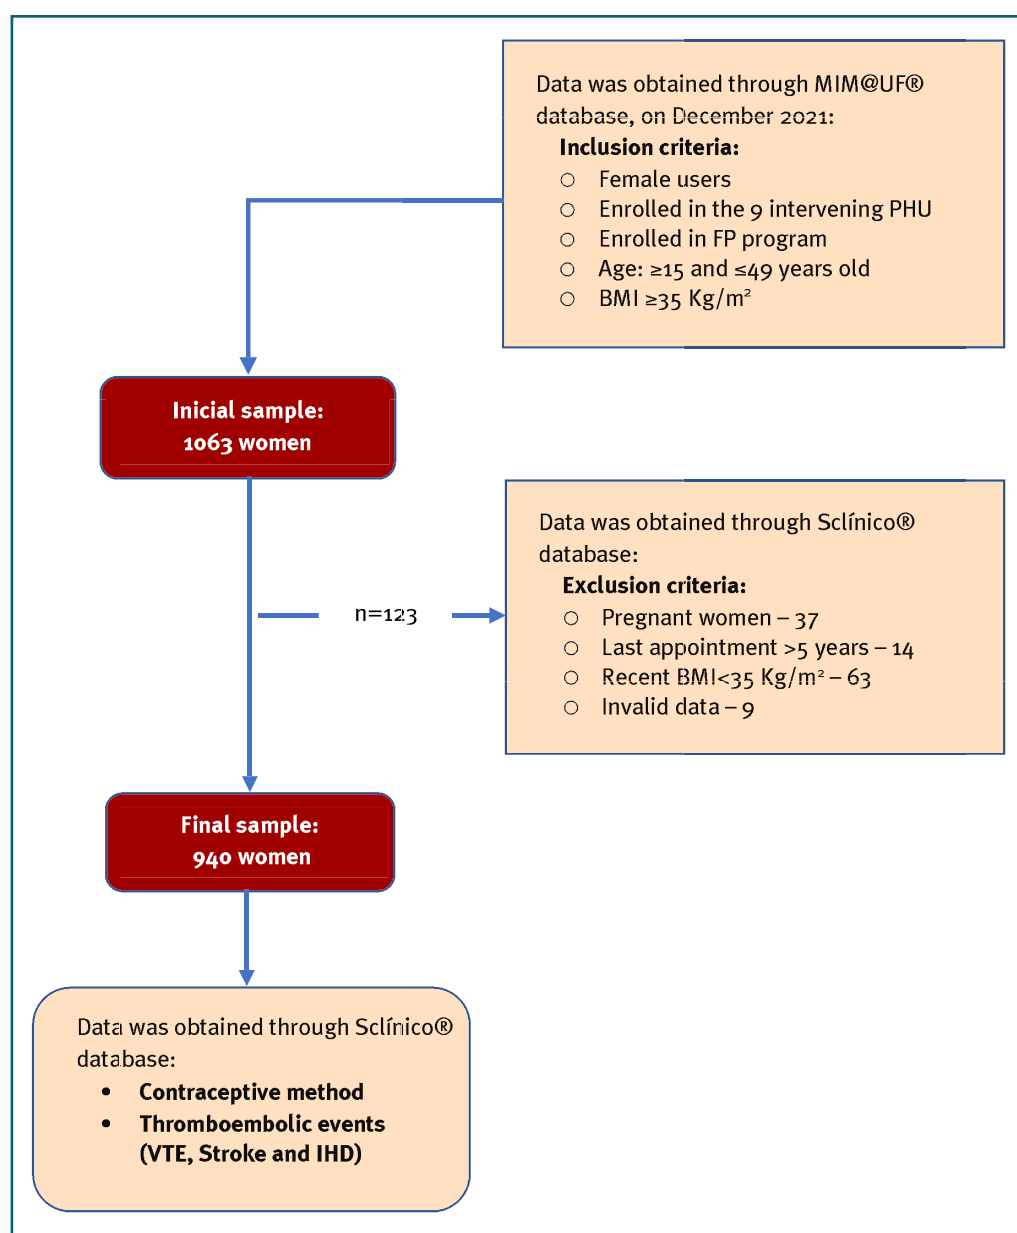 Data was obtained through MIM@UF®
database, on December 2021:
Inclusion criteria:
○ Female users
○ Enrolled in the 9 intervening PHU
○ Enrolled in FP program
○ Age: ≥15 and ≤49 years old
○ BMI ≥35 Kg/m²
Inicial sample:
1063 women
Data was obtained through Sclínico®
database:
Exclusion criteria:
○ Pregnant women – 37
○ Last appointment >5 years – 14
○ Recent BMI<35 Kg/m² – 63
○ Invalid data – 9
n=123
Final sample:
940 women
Data was obtained through Sclínico®
database:
• Contraceptive method
• Thromboembolic events
(VTE, Stroke and IHD)